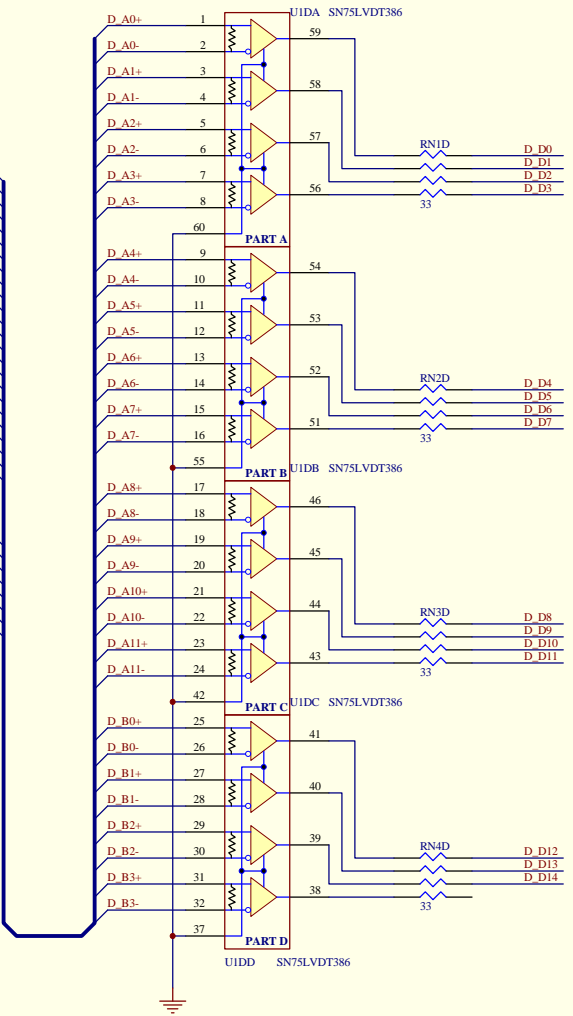 U1DA SN75LVDT386
D_A0+ 1 59
D_A0- 2
D_A1+ 3 58
D_A1- 4
D_A2+ 5 57
RN1D
D_A2- 6 D_D0
D_D1
D_A3+ 7 D_D2
56 D_D3
D_A3- 8 33
60
PART A
D_A4+ 9 54
D_A4- 10
D_A5+ 11 53
D_A5- 12
D_A6+ 13 52
RN2D
D_A6- 14 D_D4
D_D5
D_A7+ 15 D_D6
51 D_D7
D_A7- 16 33
55
PART B U1DB SN75LVDT386
D_A8+ 17 46
D_A8- 18
D_A9+ 19 45
D_A9- 20
D_A10+ 21 44
RN3D
D_A10- 22 D_D8
D_D9
D_A11+ 23 D_D10
43 D_D11
D_A11- 24 33
42
PART C U1DC SN75LVDT386
D_B0+ 25 41
D_B0- 26
D_B1+ 27 40
D_B1- 28
D_B2+ 29 39
RN4D
D_B2- 30 D_D12
D_D13
D_B3+ 31 D_D14
38
D_B3- 32 33
37
PART D
U1DD SN75LVDT386